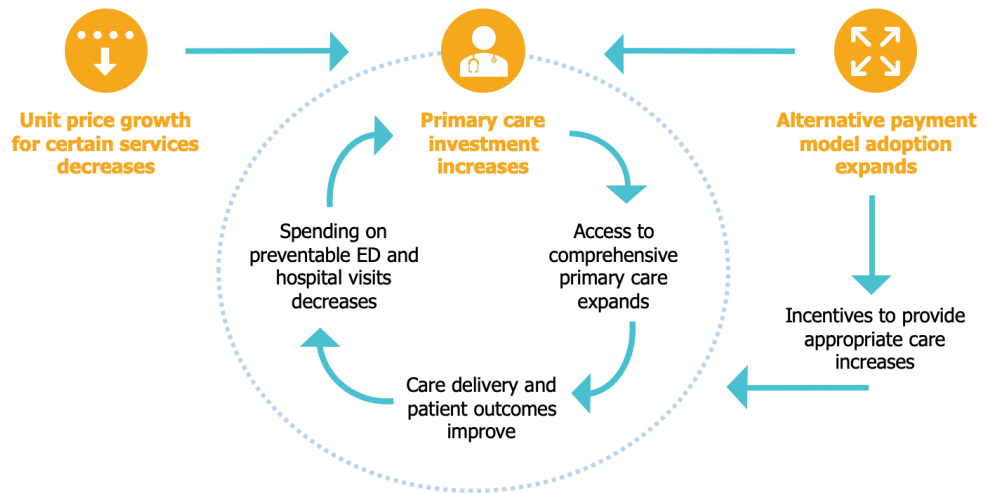 Unit price growth
for certain services
decreases
Primary care
investment
increases
Alternative payment
model adoption
expands
Spending on
preventable ED and
hospital visits
decreases
Access to
comprehensive
primary care
expands
Incentives to provide
appropriate care
increases
Care delivery and
patient outcomes
improve